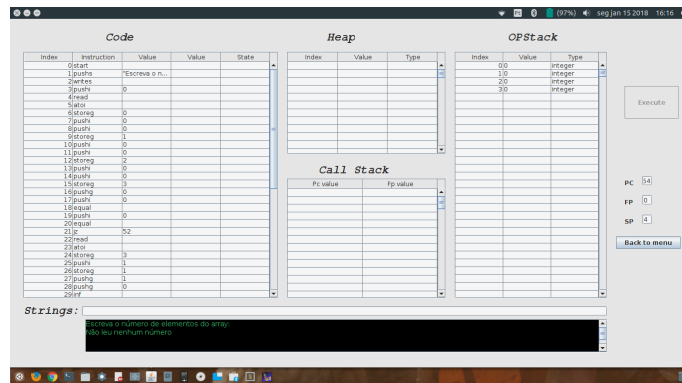 (97%) seg jan 15 2018 16:16
Code
Index Instruction Value Value State
0 start
1 pushs "Escreva o n...
2 writes
3 pushi 0
4 read
5 atoi
6 storeg 0
7 pushi 0
8 pushi 0
9 storeg 1
10 pushi 0
11 pushi 0
12 storeg 2
13 pushi 0
14 pushi 0
15 storeg 3
16 pushg 0
17 pushi 0
18 equal
19 pushi 0
20 equal
21 jz 52
22 read
23 atoi
24 storeg 3
25 pushi 1
26 storeg 1
27 pushg 1
28 pushg 0
29 inf
Heap
Index Value Type
Call Stack
Pc value Fp value
OPStack
Index Value Type
0 0 integer
1 0 integer
2 0 integer
3 0 integer
Execute
PC 54
FP 0
SP 4
Back to menu
Strings:
Escreva o número de elementos do array:
Não leu nenhum número